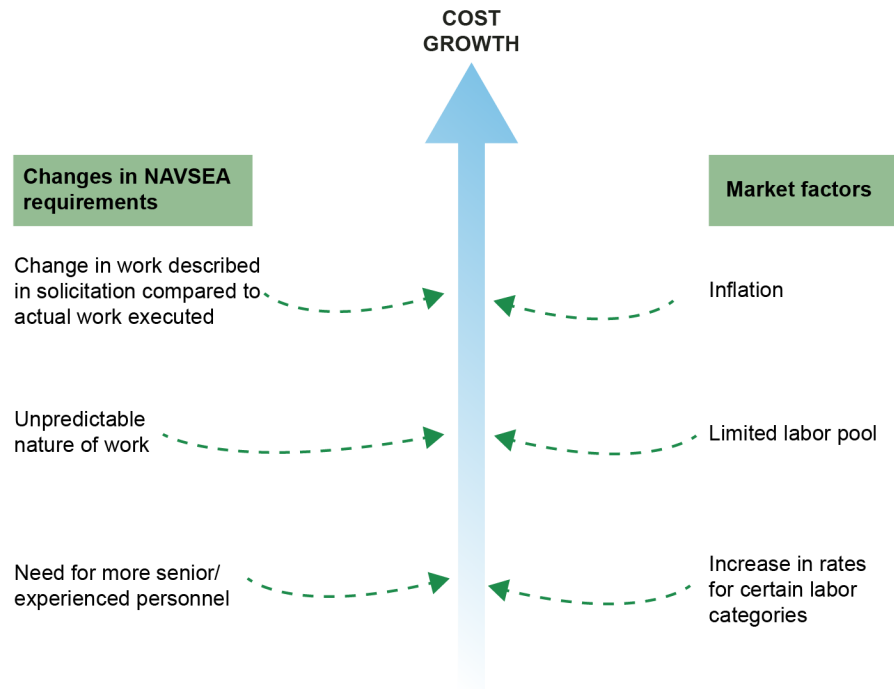 COST
GROWTH
Changes in NAVSEA
requirements
Change in work described
in solicitation compared to
actual work executed
Unpredictable
nature of work
Need for more senior/
experienced personnel
Market factors
Inflation
Limited labor pool
Increase in rates
for certain labor
categories